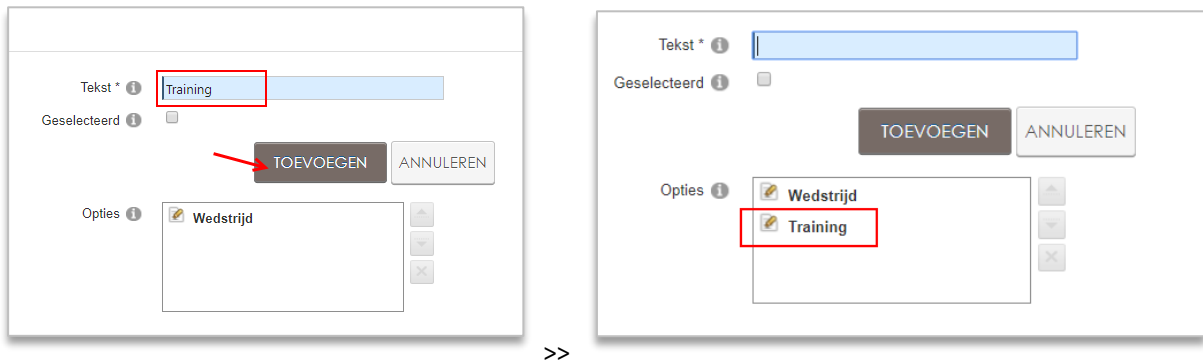 Tekst *
Training
Geselecteerd
TOEVOEGEN
ANNULEREN
Opties
Wedstrijd
>>
Tekst *
Geselecteerd
TOEVOEGEN
ANNULEREN
Opties
Wedstrijd
Training